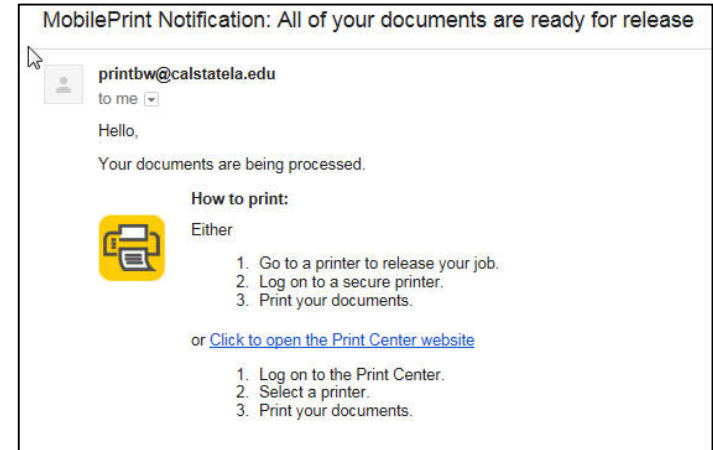 MobilePrint Notification: All of your documents are ready for release
printbw@calstatela.edu
to me
Hello,
Your documents are being processed.
How to print:
Either
1. Go to a printer to release your job.
2. Log on to a secure printer.
3. Print your documents.
or Click to open the Print Center website
1. Log on to the Print Center.
2. Select a printer.
3. Print your documents.